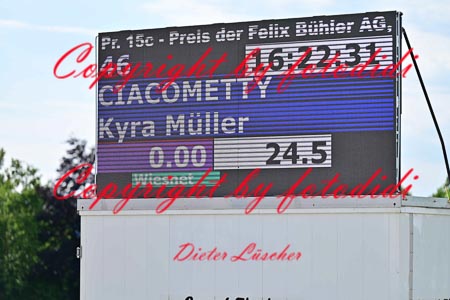 Pr. 15c - Preis der Felix Bühler AG,
46 16:22:31
CIACOMETTY
Kyra Müller
0.00 24.5
Wiesnet
Copyright by fotodidi
Copyright by fotodidi
Dieter Lüscher